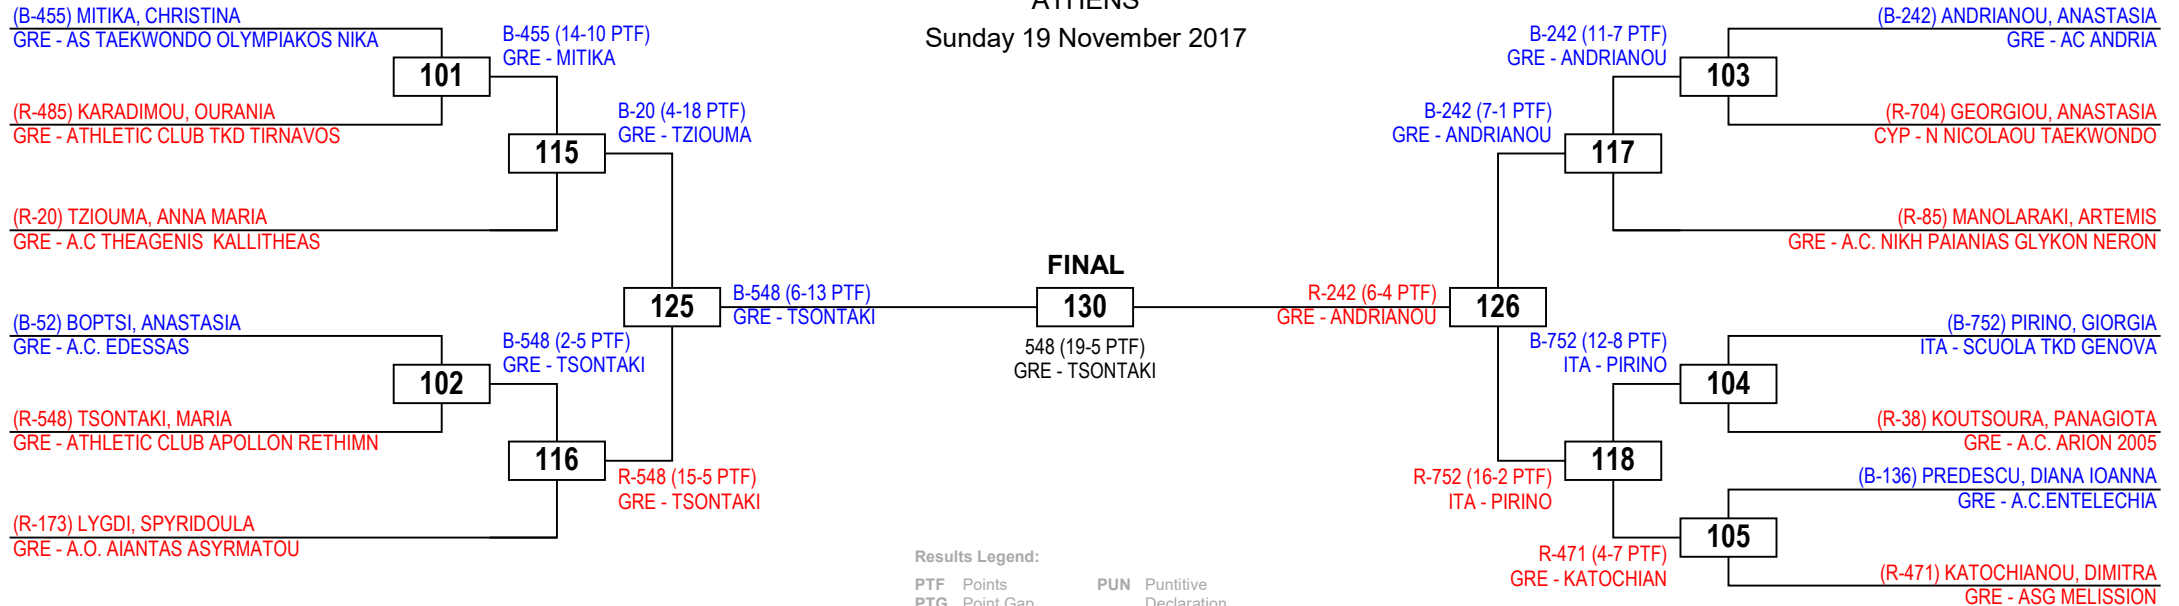 ATHENS
Sunday 19 November 2017
(B-455) MITIKA, CHRISTINA
GRE - AS TAEKWONDO OLYMPIAKOS NIKA
(R-485) KARADIMOU, OURANIA
GRE - ATHLETIC CLUB TKD TIRNAVOS
(R-20) TZIOUMA, ANNA MARIA
GRE - A.C THEAGENIS  KALLITHEAS
(B-52) BOPTSI, ANASTASIA
GRE - A.C. EDESSAS
(R-548) TSONTAKI, MARIA
GRE - ATHLETIC CLUB APOLLON RETHIMN
(R-173) LYGDI, SPYRIDOULA
GRE - A.O. AIANTAS ASYRMATOU
101
102
B-455 (14-10 PTF)
GRE - MITIKA
B-548 (2-5 PTF)
GRE - TSONTAKI
115
116
B-20 (4-18 PTF)
GRE - TZIOUMA
R-548 (15-5 PTF)
GRE - TSONTAKI
125
B-548 (6-13 PTF)
GRE - TSONTAKI
FINAL
130
548 (19-5 PTF)
GRE - TSONTAKI
R-242 (6-4 PTF)
GRE - ANDRIANOU
126
B-242 (7-1 PTF)
GRE - ANDRIANOU
R-752 (16-2 PTF)
ITA - PIRINO
117
118
B-242 (11-7 PTF)
GRE - ANDRIANOU
B-752 (12-8 PTF)
ITA - PIRINO
R-471 (4-7 PTF)
GRE - KATOCHIAN
103
104
105
(B-242) ANDRIANOU, ANASTASIA
GRE - AC ANDRIA
(R-704) GEORGIOU, ANASTASIA
CYP - N NICOLAOU TAEKWONDO
(R-85) MANOLARAKI, ARTEMIS
GRE - A.C. NIKH PAIANIAS GLYKON NERON
(B-752) PIRINO, GIORGIA
ITA - SCUOLA TKD GENOVA
(R-38) KOUTSOURA, PANAGIOTA
GRE - A.C. ARION 2005
(B-136) PREDESCU, DIANA IOANNA
GRE - A.C.ENTELECHIA
(R-471) KATOCHIANOU, DIMITRA
GRE - ASG MELISSION
Results Legend:
PTF Points PUN Puntitive
PTG Point Gap Declaration